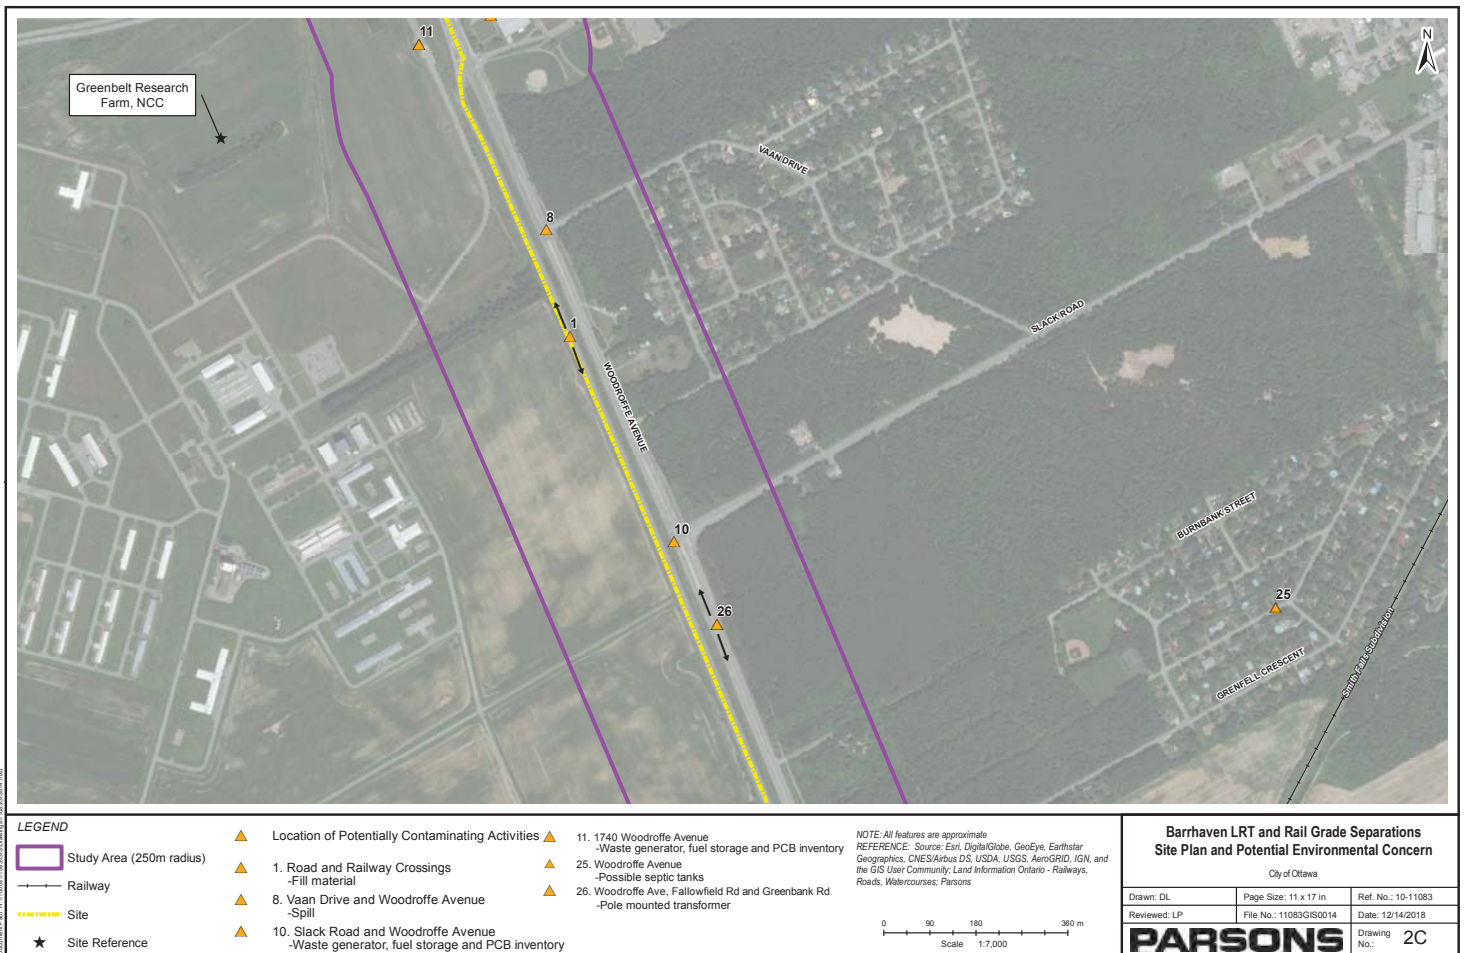 11
N
Greenbelt Research
Farm, NCC
VAAN DRIVE
8
1
SLACK ROAD
WOODROFFE AVENUE
10
BURNBANK STREET
26
25
GRENFELL CRESCENT
Smith Falls Subdivision
LEGEND
Study Area (250m radius)
Railway
Site
Site Reference
Location of Potentially Contaminating Activities
1. Road and Railway Crossings
-Fill material
8. Vaan Drive and Woodroffe Avenue
-Spill
10. Slack Road and Woodroffe Avenue
-Waste generator, fuel storage and PCB inventory
11. 1740 Woodroffe Avenue
-Waste generator, fuel storage and PCB inventory
25. Woodroffe Avenue
-Possible septic tanks
26. Woodroffe Ave, Fallowfield Rd and Greenbank Rd
-Pole mounted transformer
NOTE: All features are approximate
REFERENCE: Source: Esri, DigitalGlobe, GeoEye, Earthstar
Geographics, CNES/Airbus DS, USDA, USGS, AeroGRID, IGN, and
the GIS User Community; Land Information Ontario - Railways,
Roads, Watercourses; Parsons
0 90 180 360 m
Scale 1:7,000
Barrhaven LRT and Rail Grade Separations
Site Plan and Potential Environmental Concern
City of Ottawa
Drawn: DL Page Size: 11 x 17 in Ref. No.: 10-11083
Reviewed: LP File No.: 11083GIS0014 Date: 12/14/2018
PARSONS
Drawing
No.: 2C